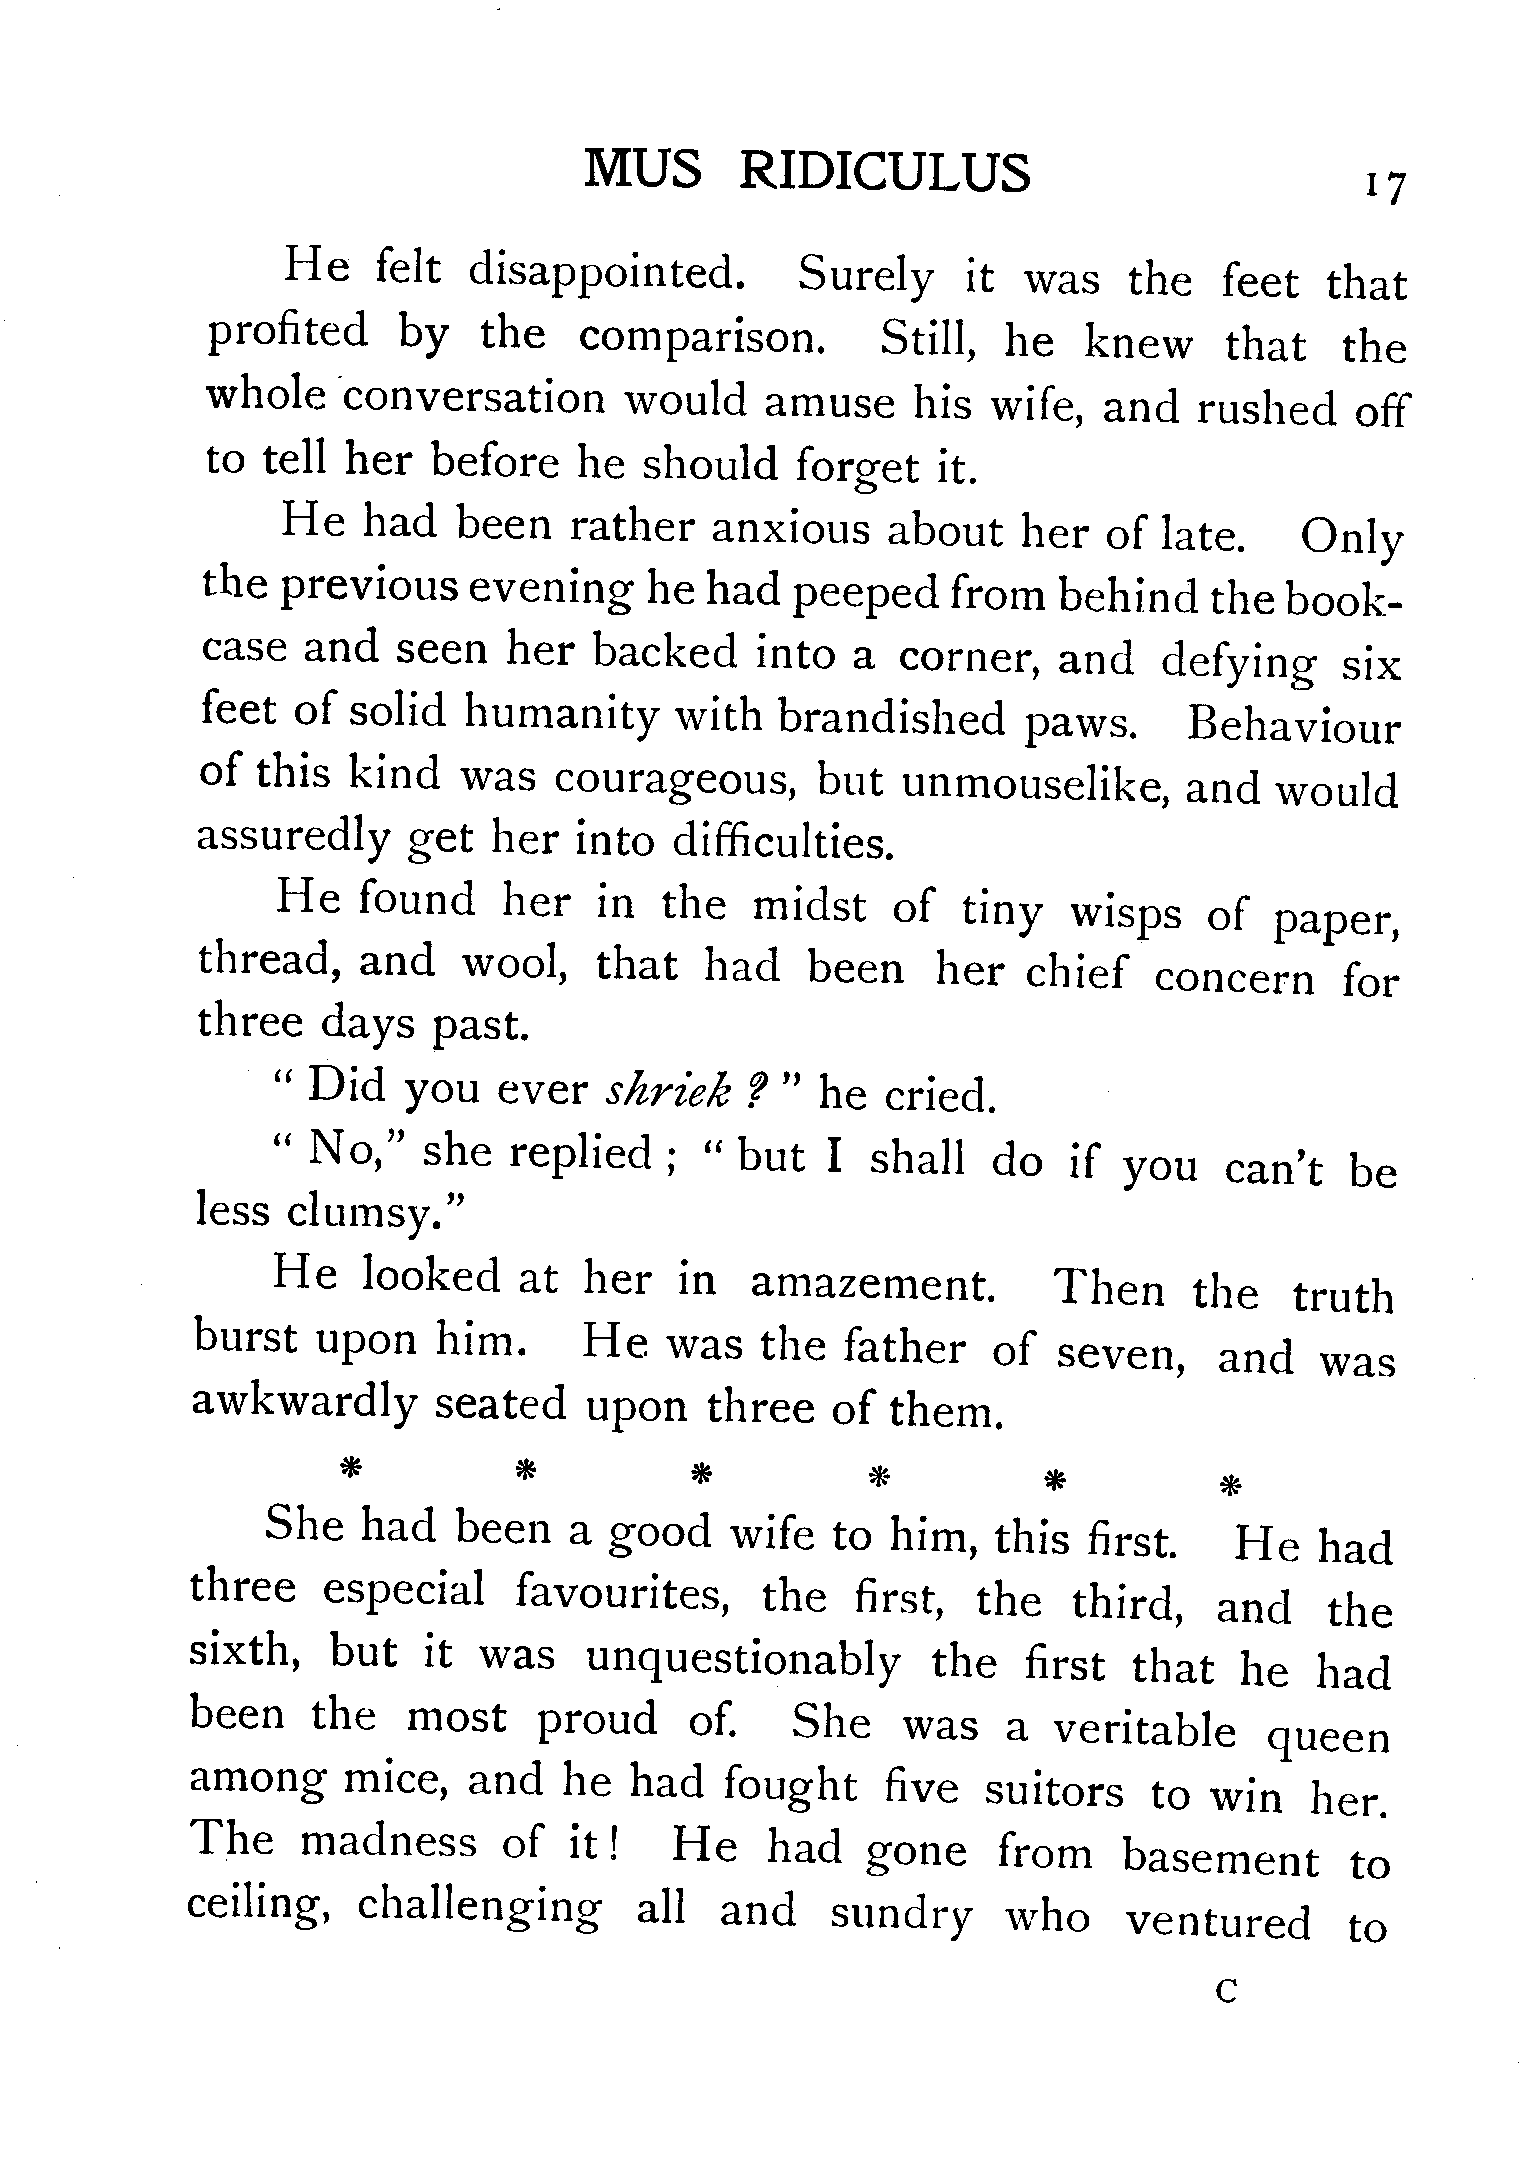 MUS RIDICULUS 17
He felt disappointed. Surely it was the feet that
profited by the comparison. Still, he knew that the
whole conversation would amuse his wife, and rushed off
to tell her before he should forget it.
He had been rather anxious about her of late. Only
the previous evening he had peeped from behind the book-
case and seen her backed into a corner, and defying six
feet of solid humanity with brandished paws. Behaviour
of this kind was courageous, but unmouselike, and would
assuredly get her into difficulties.
He found her in the midst of tiny wisps of paper,
thread, and wool, that had been her chief concern for
three days past.
“ Did you ever shriek ? ” he cried.
“ No,” she replied ; “ but I shall do if you can’t be
less clumsy.”
He looked at her in amazement. Then the truth
burst upon him. He was the father of seven, and was
awkwardly seated upon three of them.
* * * * * *
She had been a good wife to him, this first. He had
three especial favourites, the first, the third, and the
sixth, but it was unquestionably the first that he had
been the most proud of. She was a veritable queen
among mice, and he had fought five suitors to win her.
The madness of it ! He had gone from basement to
ceiling, challenging all and sundry who ventured to
C